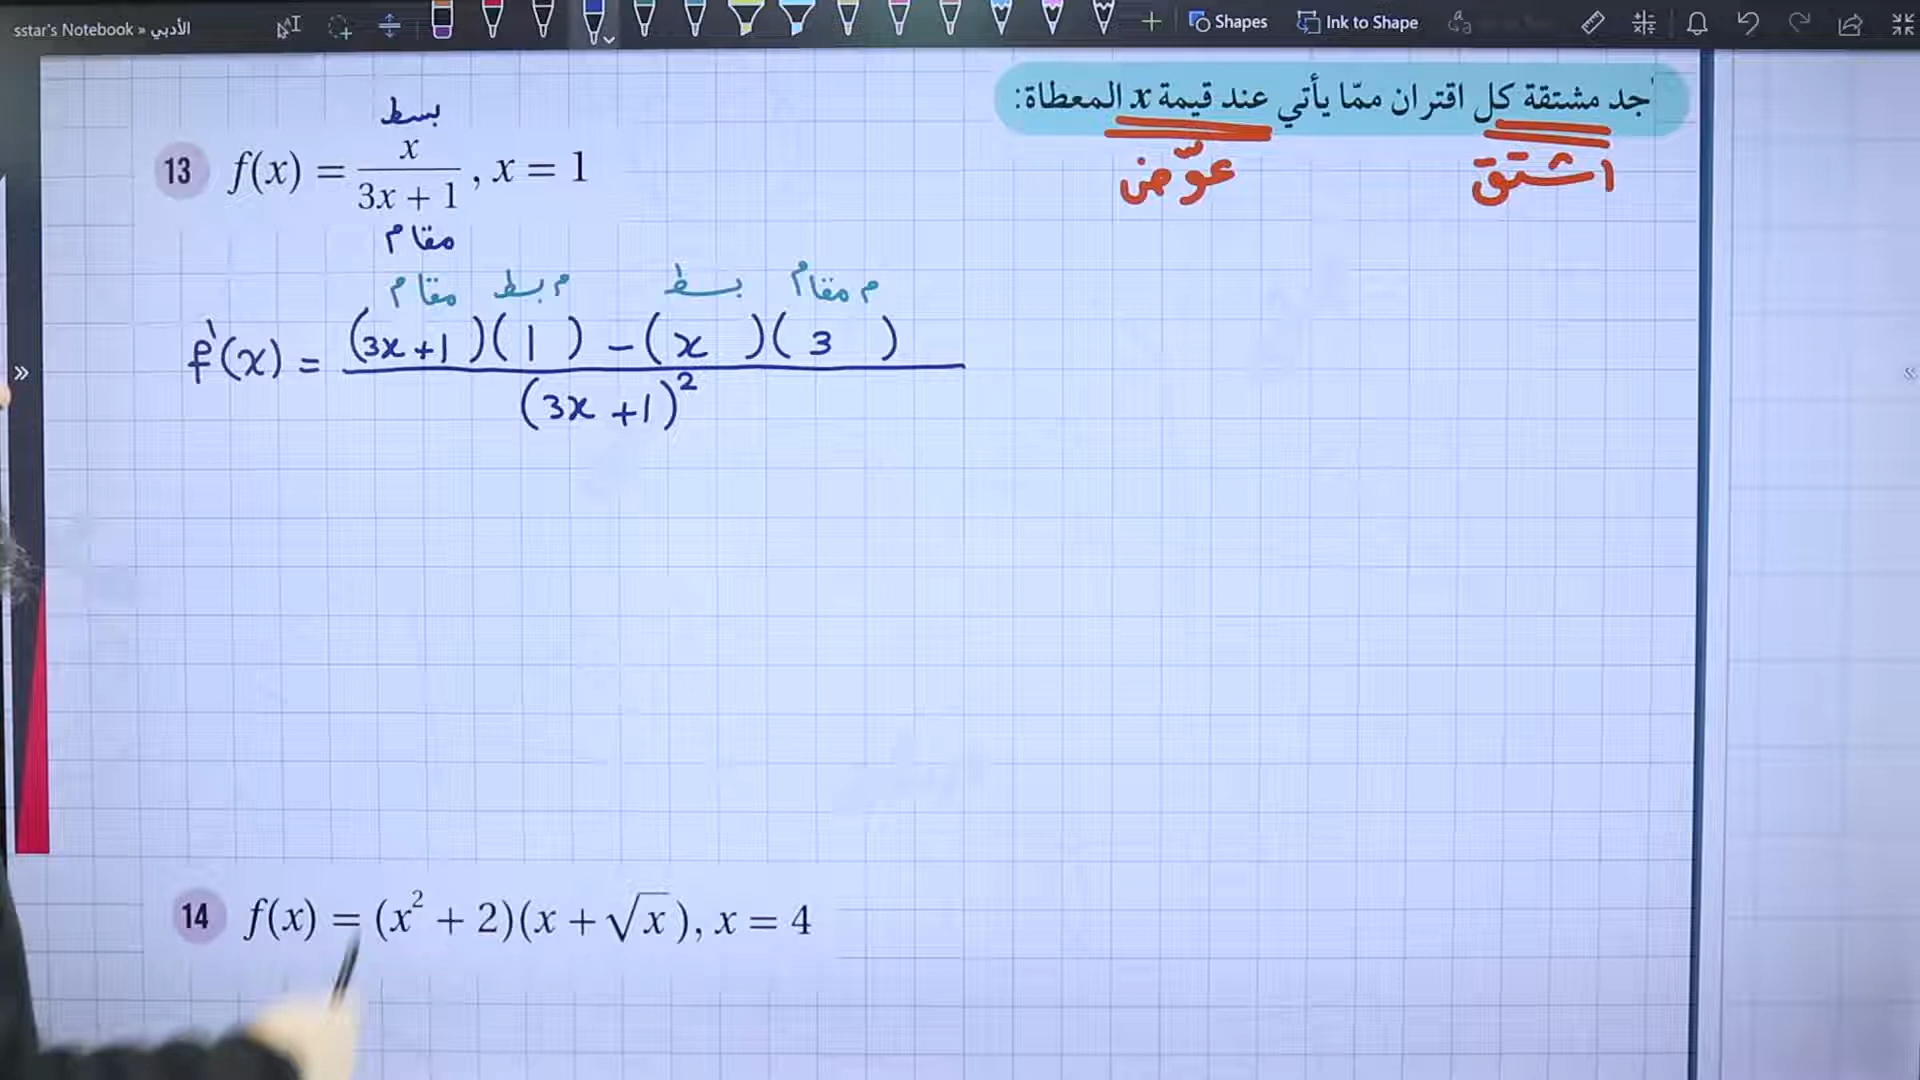 sstar's Notebook » الأدبي
Shapes
Ink to Shape
جد مشتقة كل اقتران ممّا يأتي عند قيمة x المعطاة:
اشتق
عوّض
بسط
13 f(x) = x / (3x + 1) , x = 1
مقام
مقام م بسط بسط م مقام
f'(x) = (3x+1)(1) - (x)(3) / (3x+1)²
14 f(x) = (x² + 2)(x + √x), x = 4